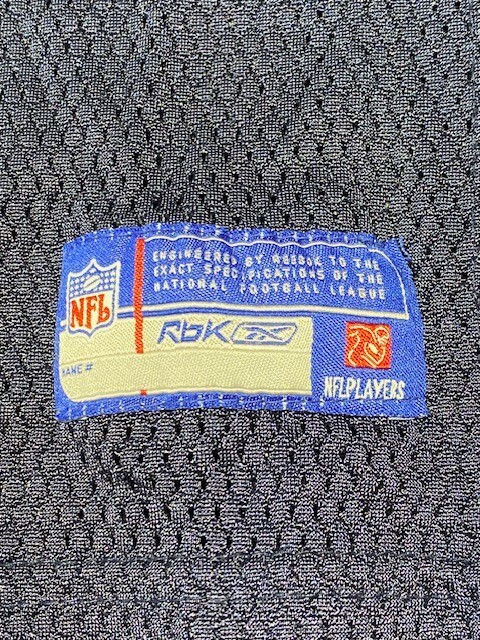 ENGINEERED BY REEBOK TO THE
EXACT SPECIFICATIONS OF THE
NATIONAL FOOTBALL LEAGUE
NFL
Rbk
NAME #
NFLPLAYERS